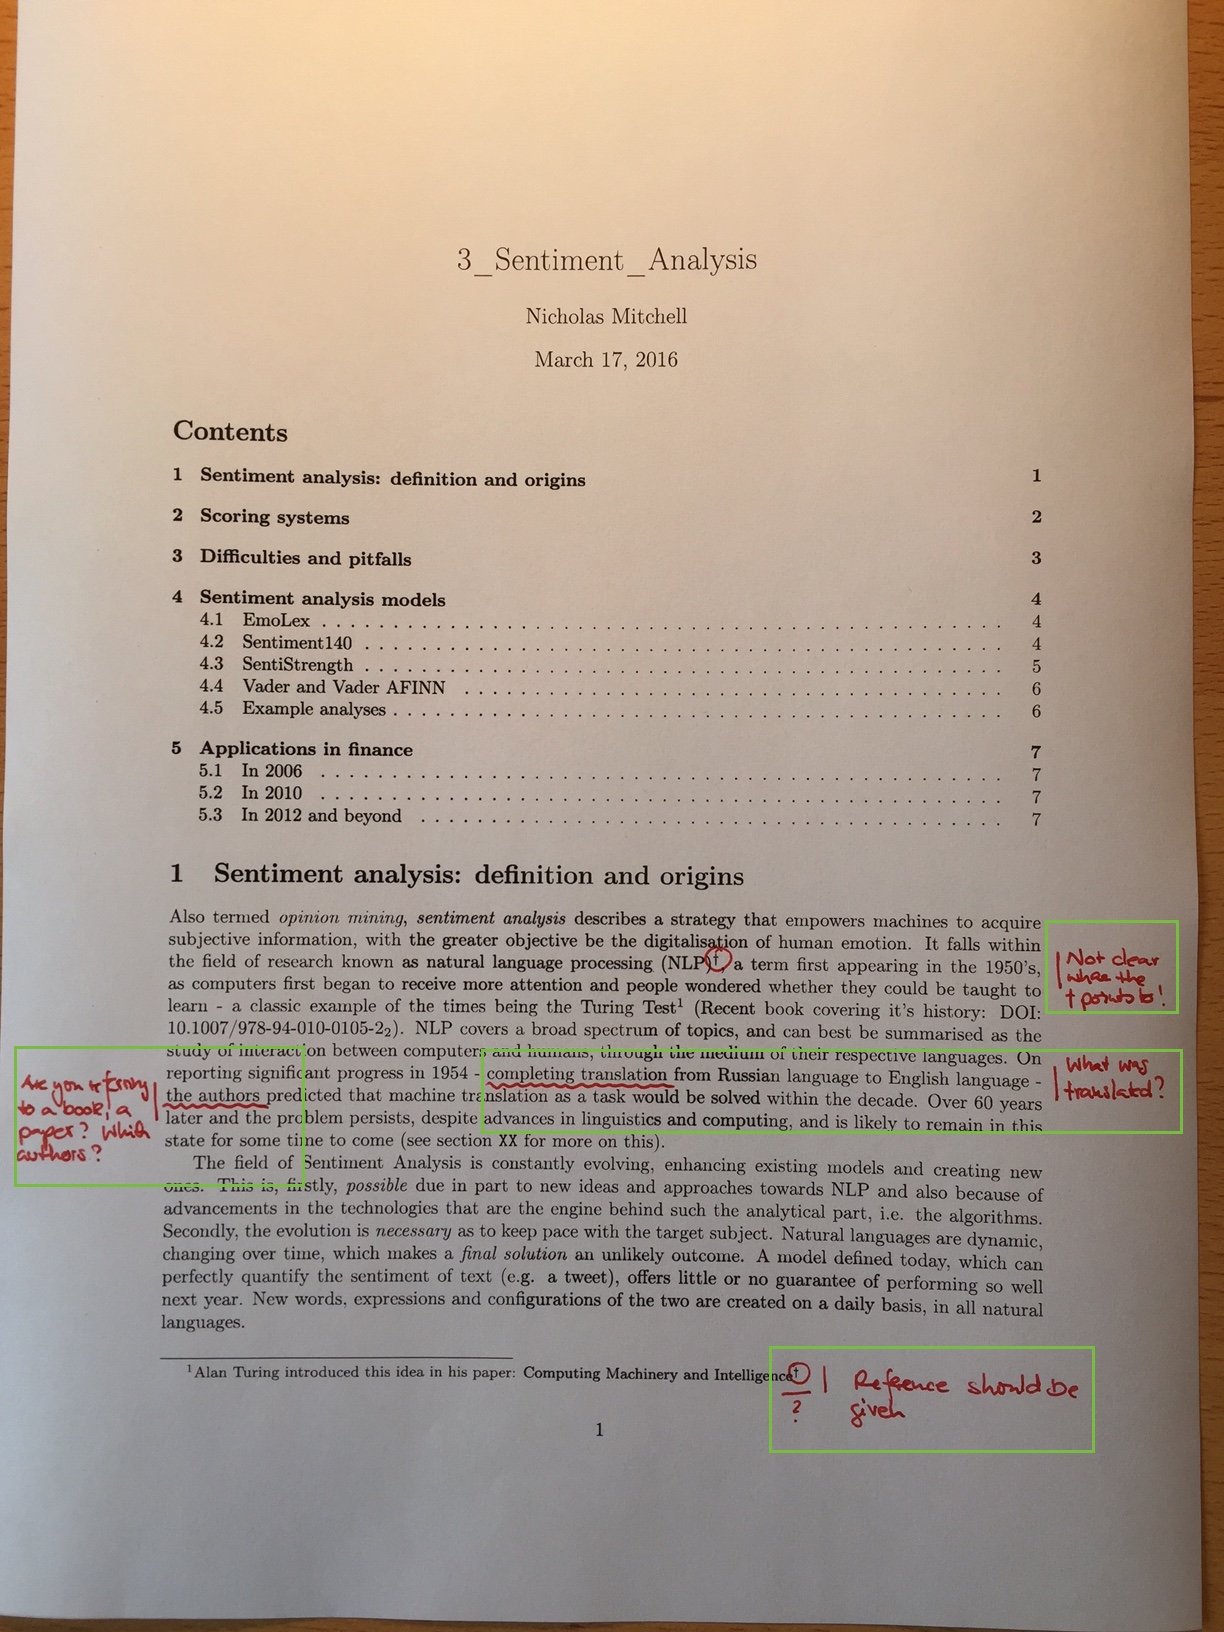 3_Sentiment_Analysis
Nicholas Mitchell
March 17, 2016
Contents
1 Sentiment analysis: definition and origins 1
2 Scoring systems 2
3 Difficulties and pitfalls 3
4 Sentiment analysis models 4
4.1 EmoLex . . . . . . . . . . . . . . . . . . . . 4
4.2 Sentiment140 . . . . . . . . . . . . . . . . . . . . 4
4.3 SentiStrength . . . . . . . . . . . . . . . . . . . . 5
4.4 Vader and Vader AFINN . . . . . . . . . . . . . . . . . . . . 6
4.5 Example analyses . . . . . . . . . . . . . . . . . . . . 6
5 Applications in finance 7
5.1 In 2006 . . . . . . . . . . . . . . . . . . . . 7
5.2 In 2010 . . . . . . . . . . . . . . . . . . . . 7
5.3 In 2012 and beyond . . . . . . . . . . . . . . . . . . . . 7
1 Sentiment analysis: definition and origins
Also termed opinion mining, sentiment analysis describes a strategy that empowers machines to acquire
subjective information, with the greater objective be the digitalisation of human emotion. It falls within
the field of research known as natural language processing (NLP)†, a term first appearing in the 1950's,
as computers first began to receive more attention and people wondered whether they could be taught to
learn - a classic example of the times being the Turing Test¹ (Recent book covering it's history: DOI:
10.1007/978-94-010-0105-2₂). NLP covers a broad spectrum of topics, and can best be summarised as the
study of interaction between computers and humans, through the medium of their respective languages. On
reporting significant progress in 1954 - completing translation from Russian language to English language -
the authors predicted that machine translation as a task would be solved within the decade. Over 60 years
later and the problem persists, despite advances in linguistics and computing, and is likely to remain in this
state for some time to come (see section XX for more on this).
The field of Sentiment Analysis is constantly evolving, enhancing existing models and creating new
ones. This is, firstly, possible due in part to new ideas and approaches towards NLP and also because of
advancements in the technologies that are the engine behind such the analytical part, i.e. the algorithms.
Secondly, the evolution is necessary as to keep pace with the target subject. Natural languages are dynamic,
changing over time, which makes a final solution an unlikely outcome. A model defined today, which can
perfectly quantify the sentiment of text (e.g. a tweet), offers little or no guarantee of performing so well
next year. New words, expressions and configurations of the two are created on a daily basis, in all natural
languages.
¹Alan Turing introduced this idea in his paper: Computing Machinery and Intelligence†
1
Not clear
where the
† points to!
What was
translated?
Are you referring
to a book, a
paper? Which
authors?
?
Reference should be
given